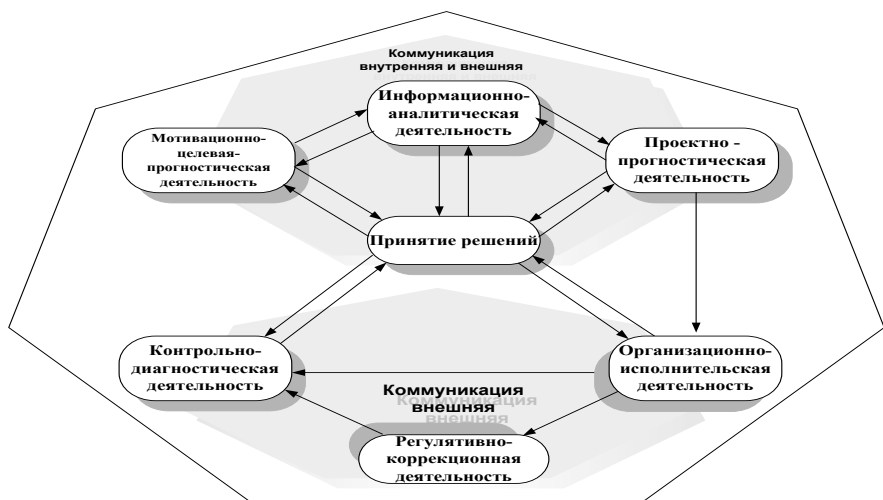 Коммуникация
внутренняя и внешняя
Информационно-
аналитическая
деятельность
Мотивационно-
целевая-
прогностическая
деятельность
Проектно -
прогностическая
деятельность
Принятие решений
Контрольно-
диагностическая
деятельность
Организационно-
исполнительская
деятельность
Коммуникация
внешняя
Регулятивно-
коррекционная
деятельность